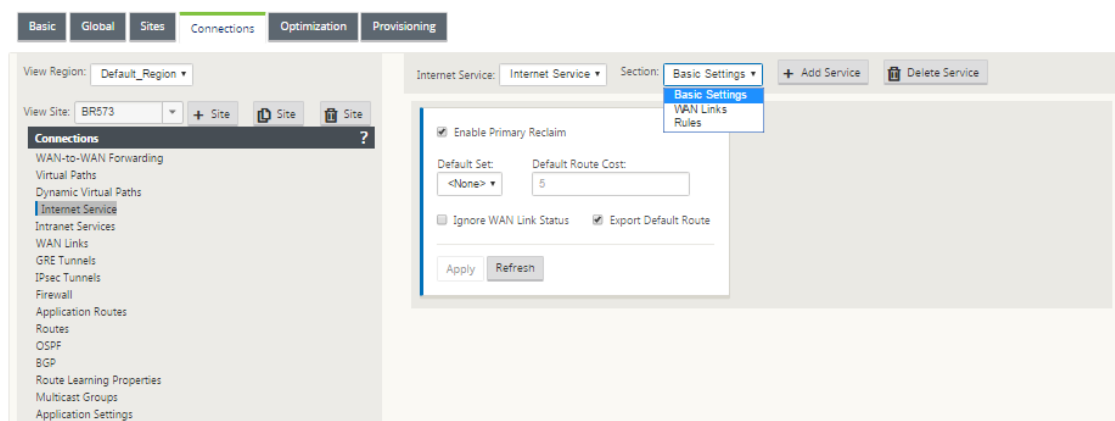 Basic Global Sites Connections Optimization Provisioning
View Region: Default_Region
View Site: BR573 + Site Site Site
Connections ?
WAN-to-WAN Forwarding
Virtual Paths
Dynamic Virtual Paths
Internet Service
Intranet Services
WAN Links
GRE Tunnels
IPsec Tunnels
Firewall
Application Routes
Routes
OSPF
BGP
Route Learning Properties
Multicast Groups
Application Settings
Internet Service: Internet Service Section: Basic Settings + Add Service Delete Service
Basic Settings
WAN Links
Rules
Enable Primary Reclaim
Default Set: Default Route Cost:
<None> 5
Ignore WAN Link Status Export Default Route
Apply Refresh